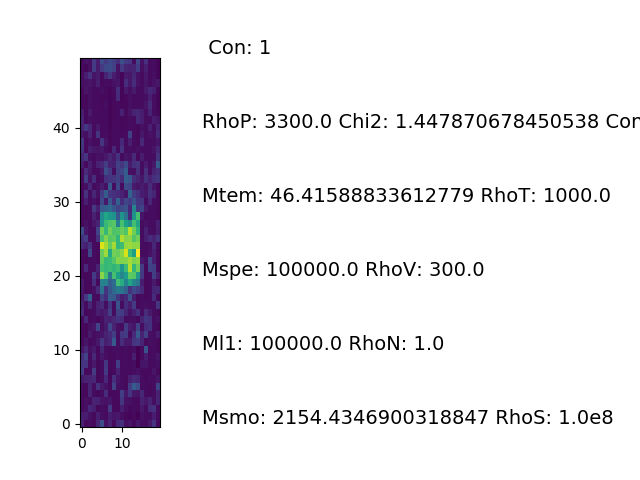 Con: 1
RhoP: 3300.0 Chi2: 1.447870678450538 Con
Mtem: 46.41588833612779 RhoT: 1000.0
Mspe: 100000.0 RhoV: 300.0
Ml1: 100000.0 RhoN: 1.0
Msmo: 2154.4346900318847 RhoS: 1.0e8
40
30
20
10
0
0 10